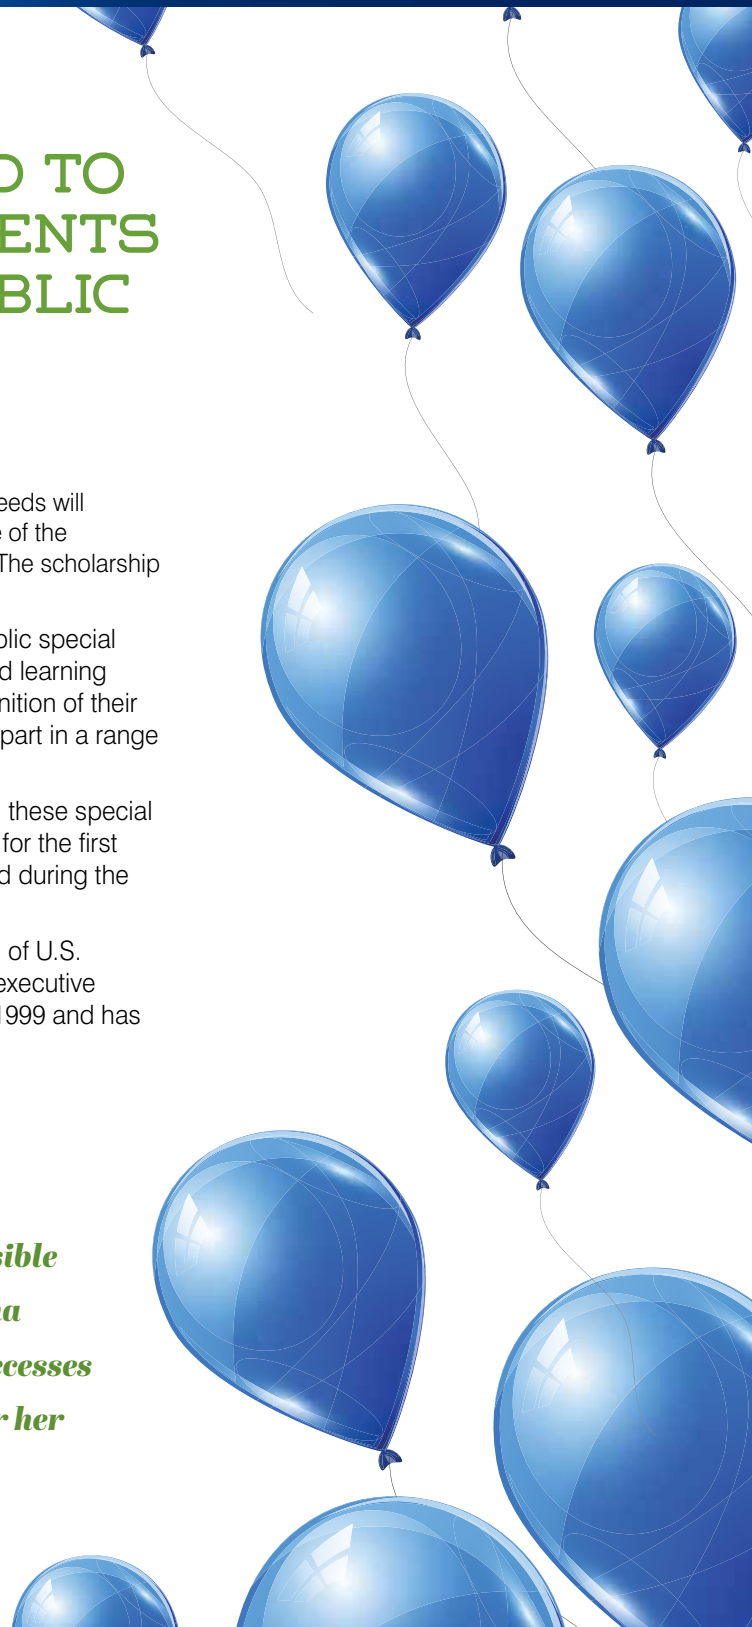 D TO
ENTS
BLIC
eeds will
e of the
The scholarship
blic special
d learning
nition of their
part in a range
these special
for the first
d during the
of U.S.
executive
1999 and has
sible
na
ccesses
r her